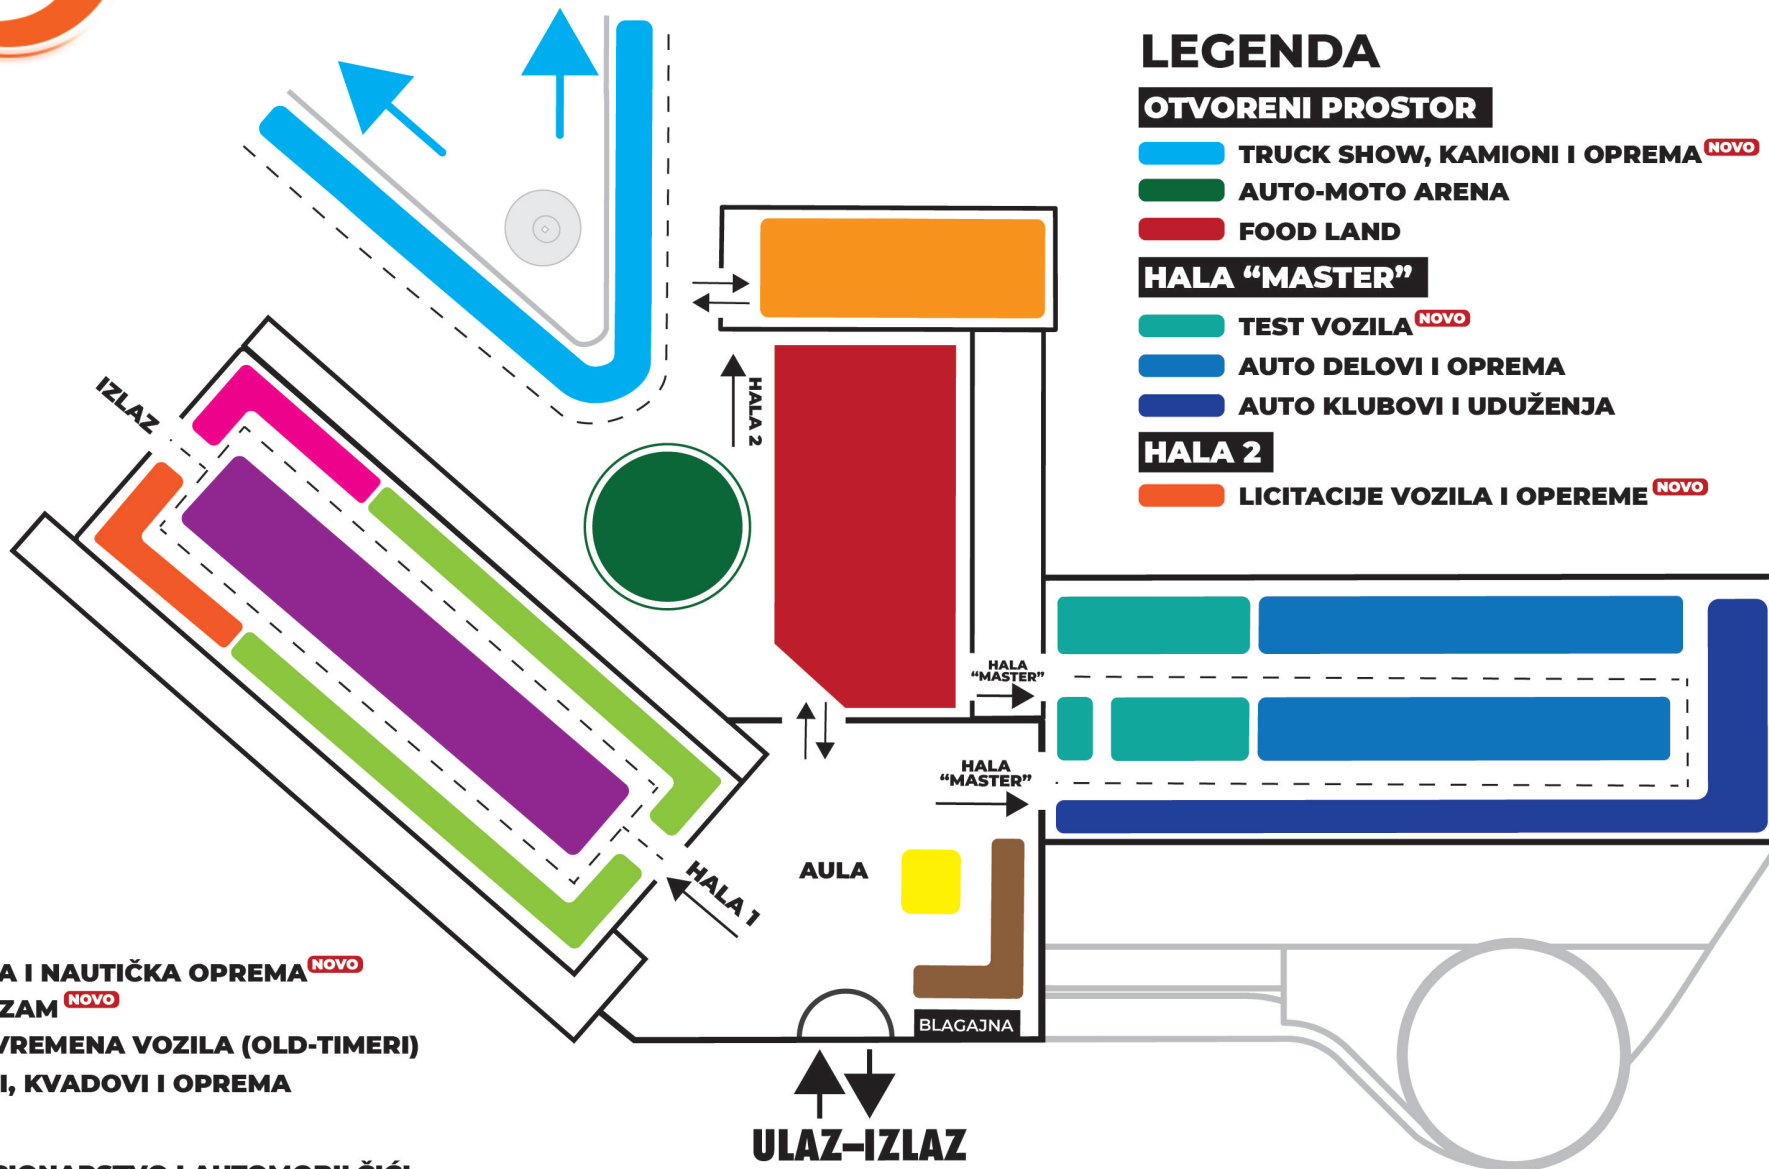 LEGENDA
OTVORENI PROSTOR
TRUCK SHOW, KAMIONI I OPREMA NOVO
AUTO-MOTO ARENA
FOOD LAND
HALA “MASTER”
TEST VOZILA NOVO
AUTO DELOVI I OPREMA
AUTO KLUBOVI I UDUŽENJA
HALA 2
LICITACIJE VOZILA I OPEREME NOVO
IZLAZ
HALA 2
HALA
“MASTER”
HALA
“MASTER”
AULA
HALA 1
BLAGAJNA
ULAZ–IZLAZ
A I NAUTIČKA OPREMA NOVO
ZAM NOVO
VREMENA VOZILA (OLD-TIMERI)
I, KVADOVI I OPREMA